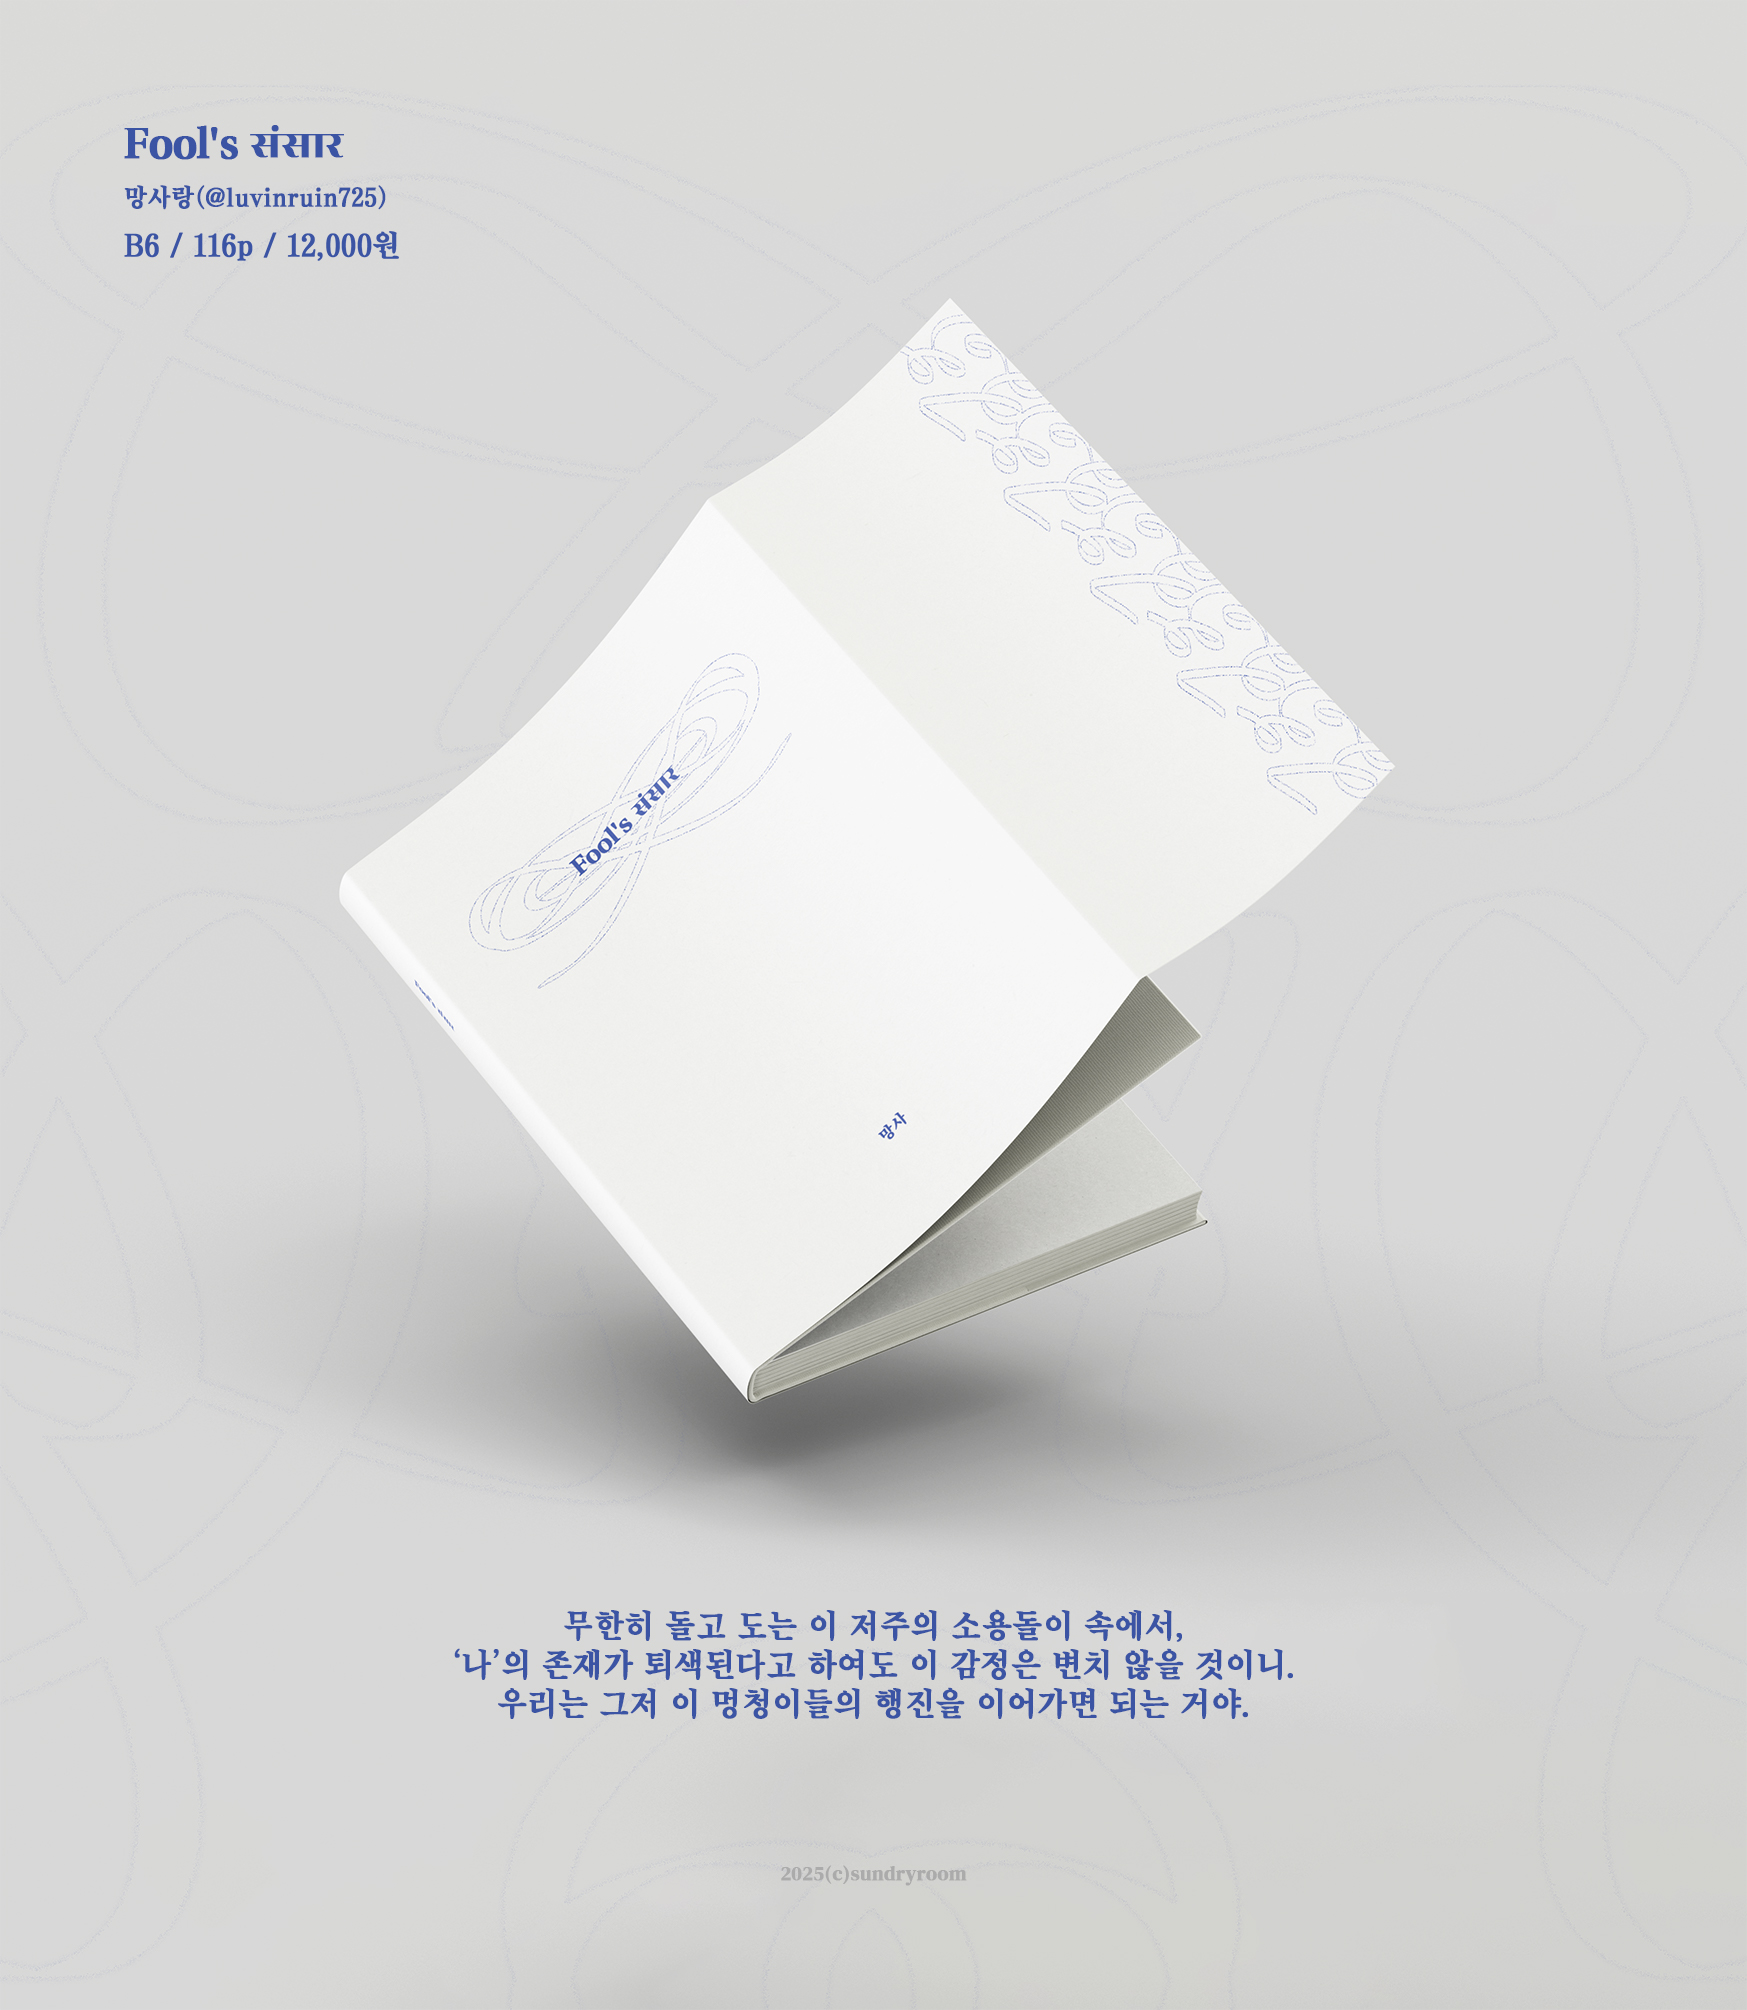 Fool's संसार
망사랑(@luvinruin725)
B6 / 116p / 12,000원
Fool's संसार
망사
무한히 돌고 도는 이 저주의 소용돌이 속에서,
‘나’의 존재가 퇴색된다고 하여도 이 감정은 변치 않을 것이니.
우리는 그저 이 멍청이들의 행진을 이어가면 되는 거야.
2025(c)sundryroom